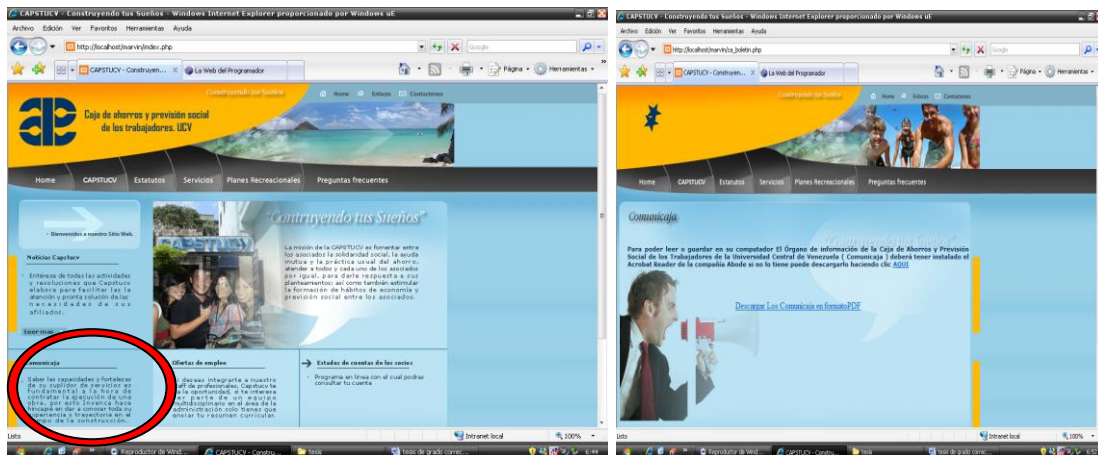 CAPSTUCV - Construyendo tus Sueños - Windows Internet Explorer proporcionado por Windows uE
Archivo Edición Ver Favoritos Herramientas Ayuda
http://localhost/marvin/index.php
Google
CAPSTUCV - Construyen...
La Web del Programador
Página
Herramientas
Construyendo tus Sueños
Home
Enlaces
Contactenos
Caja de ahorros y previsión social
de los trabajadores. UCV
Home CAPSTUCV Estatutos Servicios Planes Recreacionales Preguntas frecuentes
Bienvenidos a nuestro Sitio Web.
"Contruyendo tus Sueños"
CAPSTUCV
La misión de la CAPSTUCV es fomentar entre
los asociados la solidaridad social, la ayuda
mutua y la práctica usual del ahorro,
atender a todos y cada uno de los asociados
por igual, para darle respuesta a sus
planteamientos; así como también estimular
la formación de hábitos de economía y
previsión social entre los asociados.
Noticias Capstucv
Entérese de todas las actividades
y resoluciones que Capstucv
elabora para facilitar las la
atención y pronta solución de las
necesidades de sus
afiliados.
Leer mas
Comunicaja
Saber las capacidades y fortalezas
de su suplidor de servicios es
fundamental a la hora de
contratar la ejecución de una
obra, por esto Invanca hace
hincapié en dar a conocer toda su
experiencia y trayectoria en el
campo de la construcción.
Ofertas de empleo
Si deseas integrarte a nuestro
staff de profesionales, Capstucv te
da la oportunidad, si te interesa
ser parte de un equipo
multidisciplinario en el área de la
administración solo tienes que
enviar tu resumen curricular.
Estados de cuentas de los socios
Programa en linea con el cual podras
consultar tu cuenta
Listo
Intranet local
100%
Reproductor de Wind...
CAPSTUCV - Constru...
tesis
tesis de grado correc...
6:44
CAPSTUCV - Construyendo tus Sueños - Windows Internet Explorer proporcionado por Windows uE
Archivo Edición Ver Favoritos Herramientas Ayuda
http://localhost/marvin/ca_boletin.php
Google
CAPSTUCV - Construyen...
La Web del Programador
Página
Herramientas
Construyendo tus Sueños
Home
Enlaces
Contactenos
Home CAPSTUCV Estatutos Servicios Planes Recreacionales Preguntas frecuentes
Comunicaja
Para poder leer o guardar en su computador El Órgano de información de la Caja de Ahorros y Previsión
Social de los Trabajadores de la Universidad Central de Venezuela ( Comunicaja ) deberá tener instalado el
Acrobat Reader de la compañía Abode si no lo tiene puede descargarlo haciendo clic AQUI
Descargar Los Comunicaja en formatoPDF
Listo
Intranet local
100%
Reproductor de Wind...
CAPSTUCV - Constru...
tesis
tesis de grado correc...
6:52